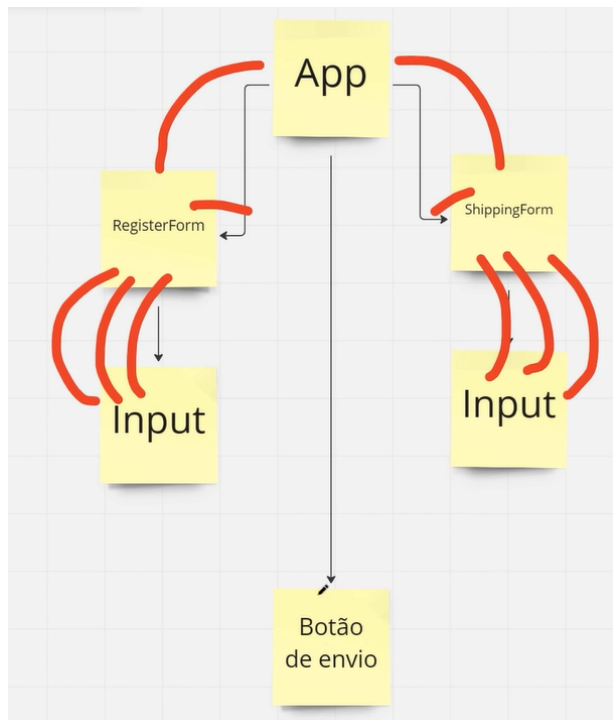 App
RegisterForm
ShippingForm
Input
Input
Botão
de envio